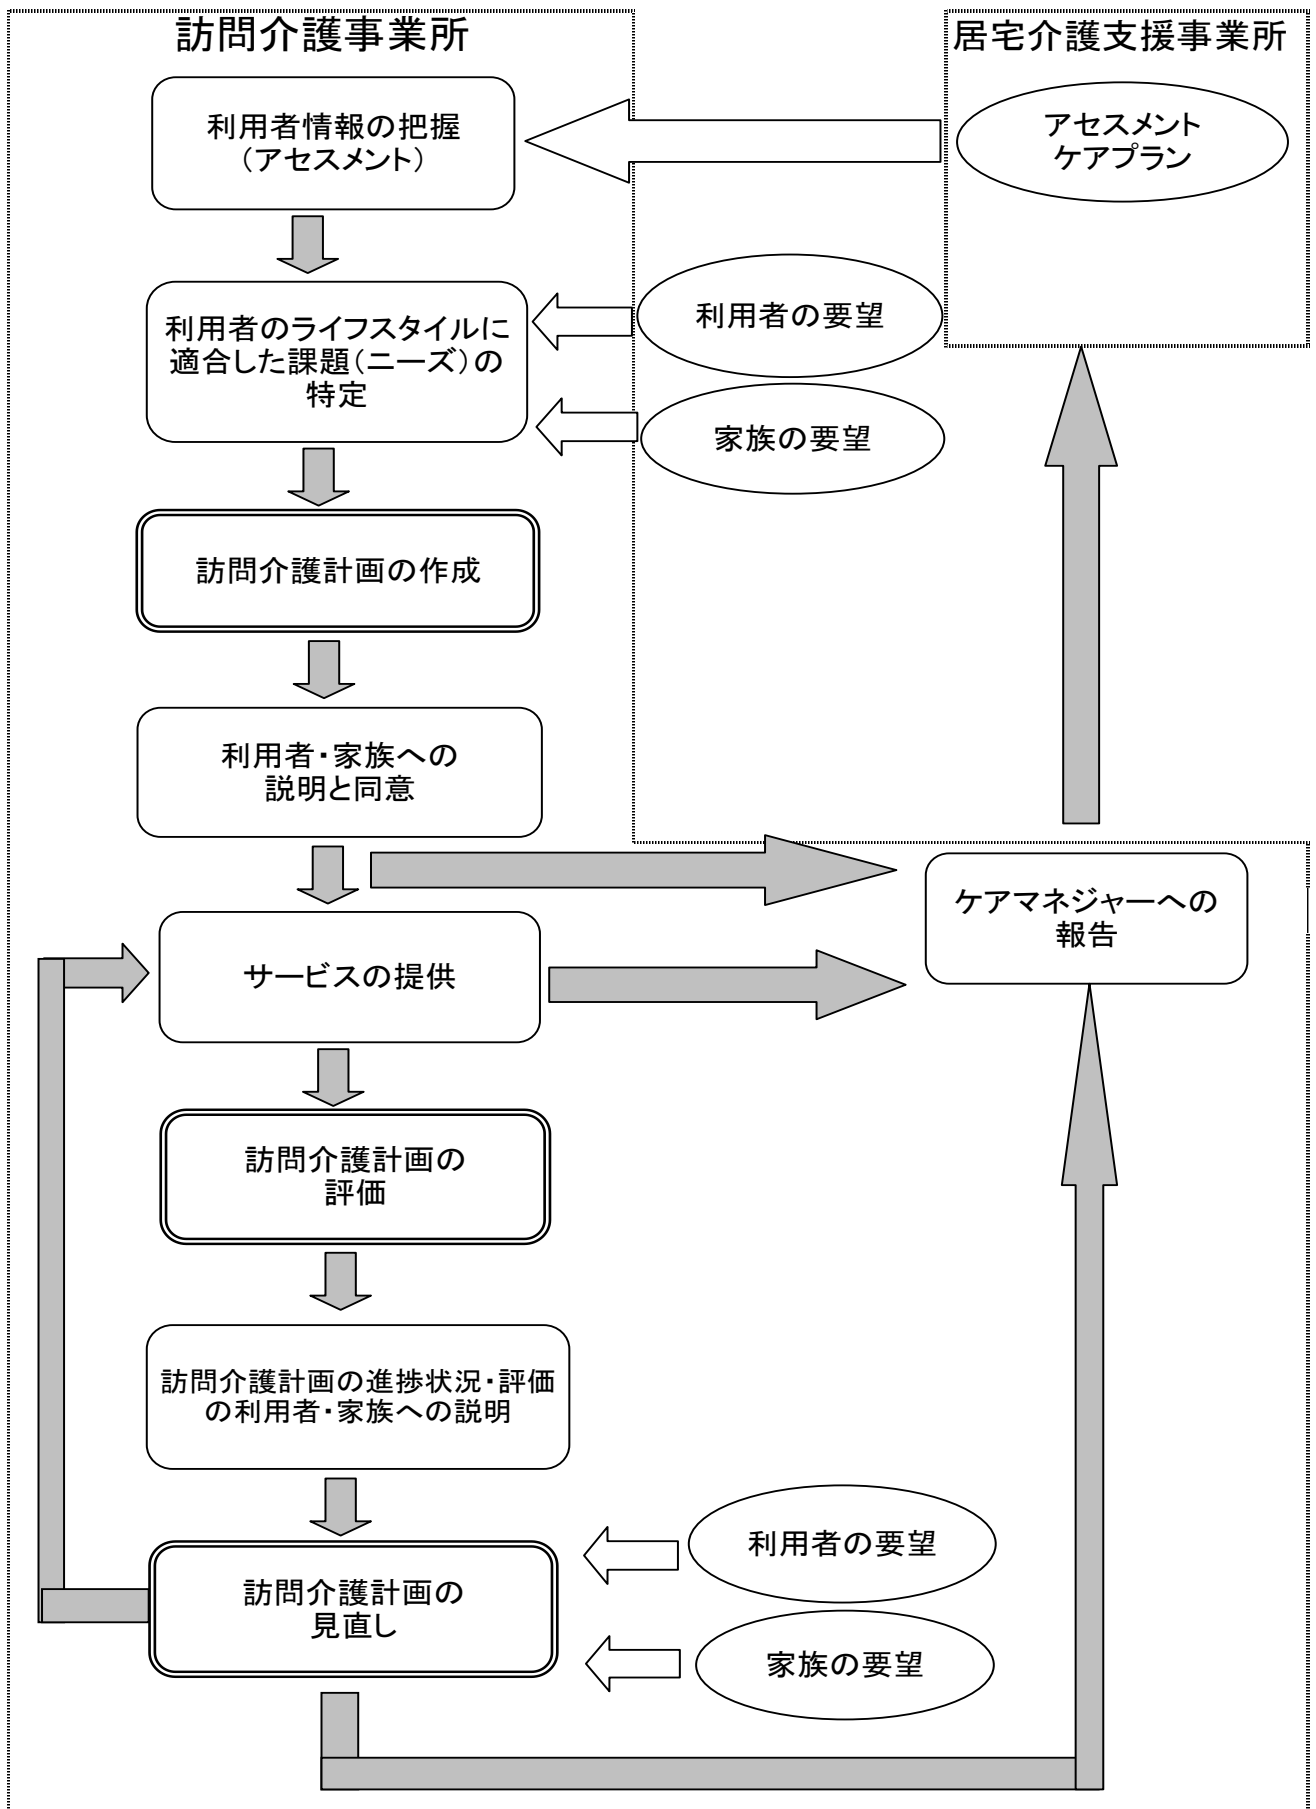 訪問介護事業所
居宅介護支援事業所
利用者情報の把握
（アセスメント）
アセスメント
ケアプラン
利用者のライフスタイルに
適合した課題（ニーズ）の
特定
利用者の要望
家族の要望
訪問介護計画の作成
利用者・家族への
説明と同意
ケアマネジャーへの
報告
サービスの提供
訪問介護計画の
評価
訪問介護計画の進捗状況・評価
の利用者・家族への説明
訪問介護計画の
見直し
利用者の要望
家族の要望